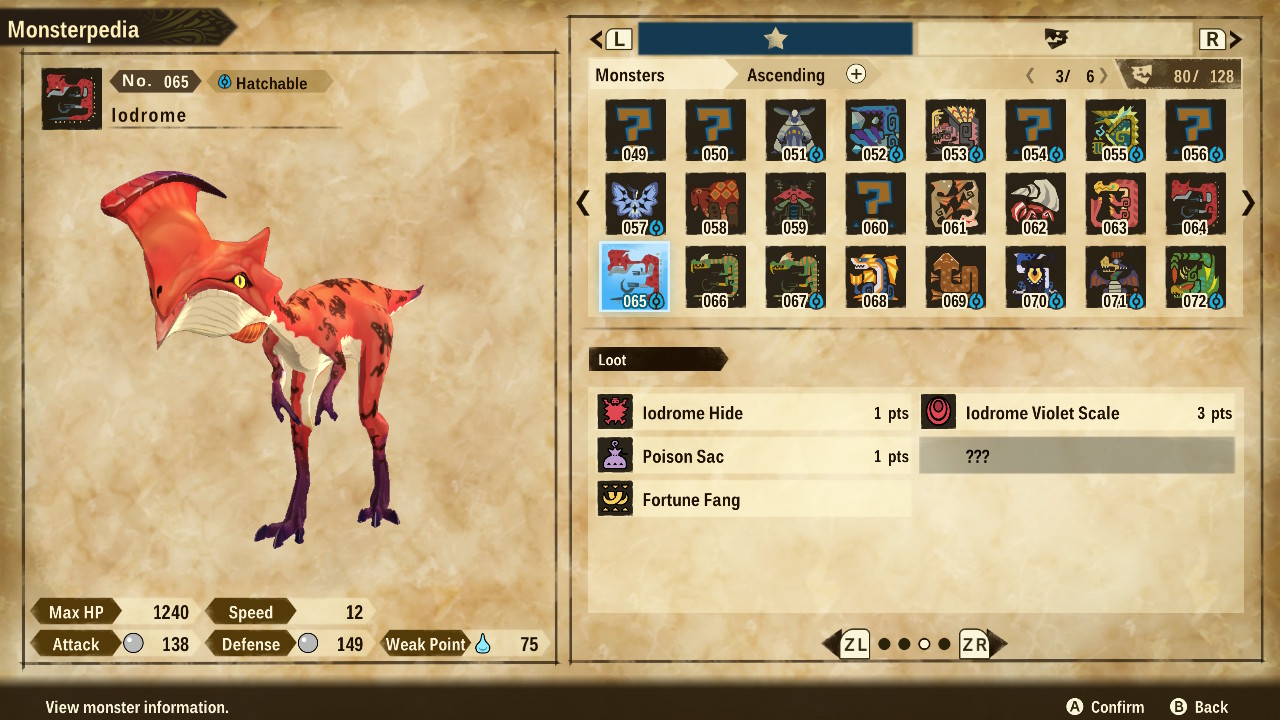 Monsterpedia
No. 065 Hatchable
Iodrome
Max HP 1240 Speed 12
Attack 138 Defense 149 Weak Point 75
L R
Monsters Ascending 3/ 6 80/ 128
049 050 051 052 053 054 055 056
057 058 059 060 061 062 063 064
065 066 067 068 069 070 071 072
Loot
Iodrome Hide 1 pts Iodrome Violet Scale 3 pts
Poison Sac 1 pts ???
Fortune Fang
ZL ZR
View monster information. A Confirm B Back